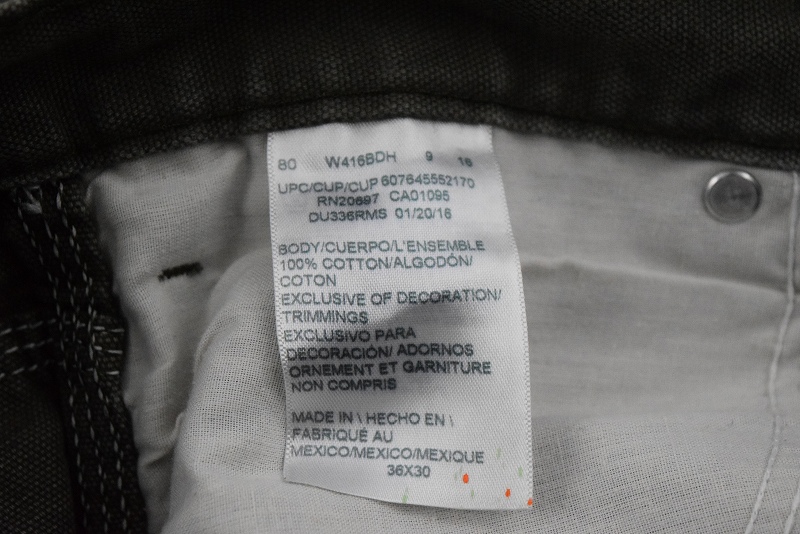 80 W416BDH 9 16
UPC/CUP/CUP 607645552170
RN20697 CA01095
DU336RMS 01/20/16
BODY/CUERPO/L'ENSEMBLE
100% COTTON/ALGODÓN/
COTON
EXCLUSIVE OF DECORATION/
TRIMMINGS
EXCLUSIVO PARA
DECORACIÓN/ ADORNOS
ORNEMENT ET GARNITURE
NON COMPRIS
MADE IN \ HECHO EN \
FABRIQUÉ AU
MEXICO/MEXICO/MEXIQUE
36X30